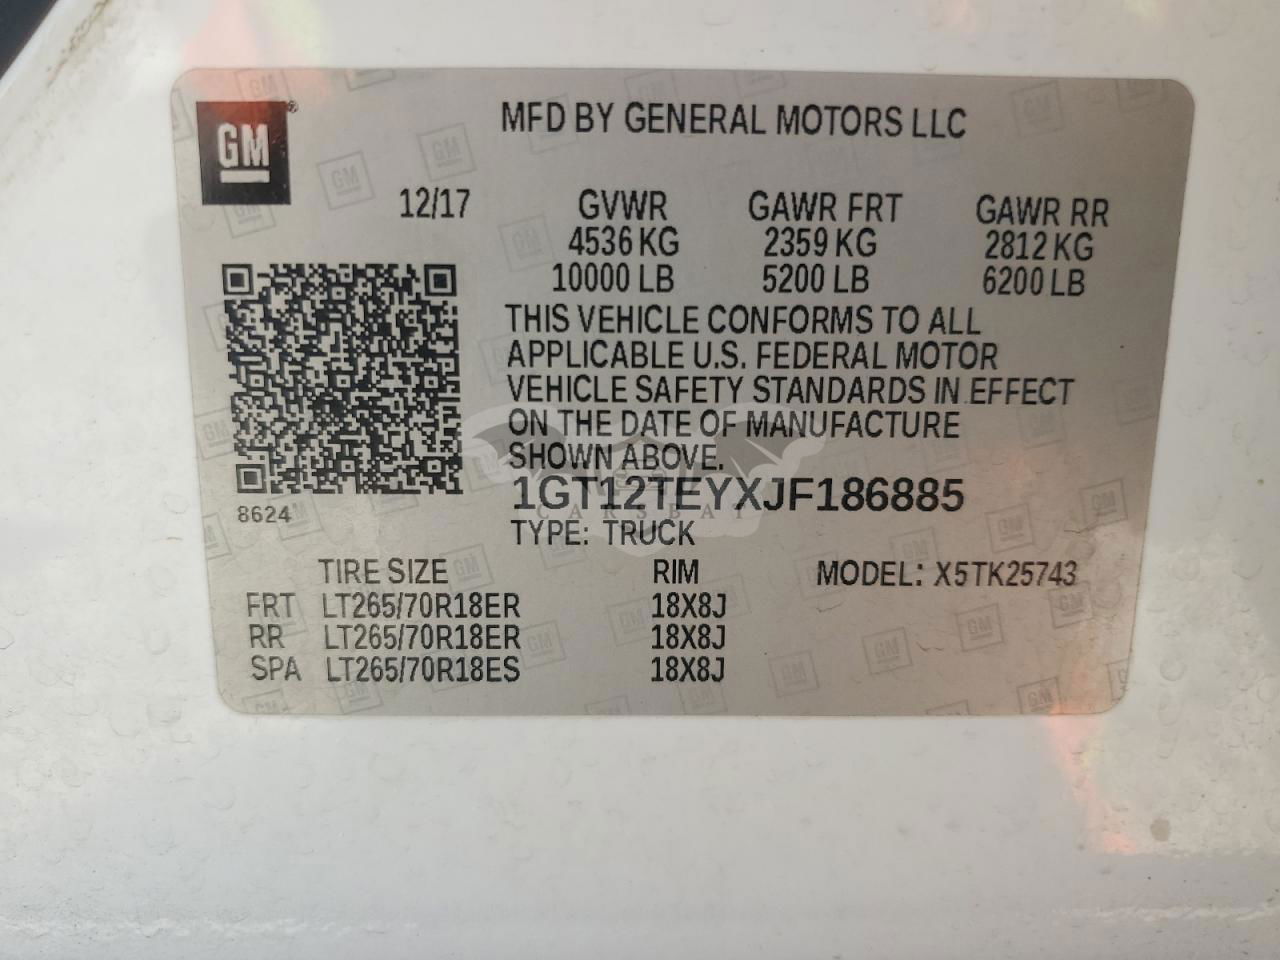 GM®
MFD BY GENERAL MOTORS LLC
12/17 GVWR GAWR FRT GAWR RR
4536 KG 2359 KG 2812 KG
10000 LB 5200 LB 6200 LB
THIS VEHICLE CONFORMS TO ALL
APPLICABLE U.S. FEDERAL MOTOR
VEHICLE SAFETY STANDARDS IN EFFECT
ON THE DATE OF MANUFACTURE
SHOWN ABOVE.
1GT12TEYXJF186885
CARSBAT
8624
TYPE: TRUCK
TIRE SIZE RIM MODEL: X5TK25743
FRT LT265/70R18ER 18X8J
RR LT265/70R18ER 18X8J
SPA LT265/70R18ES 18X8J